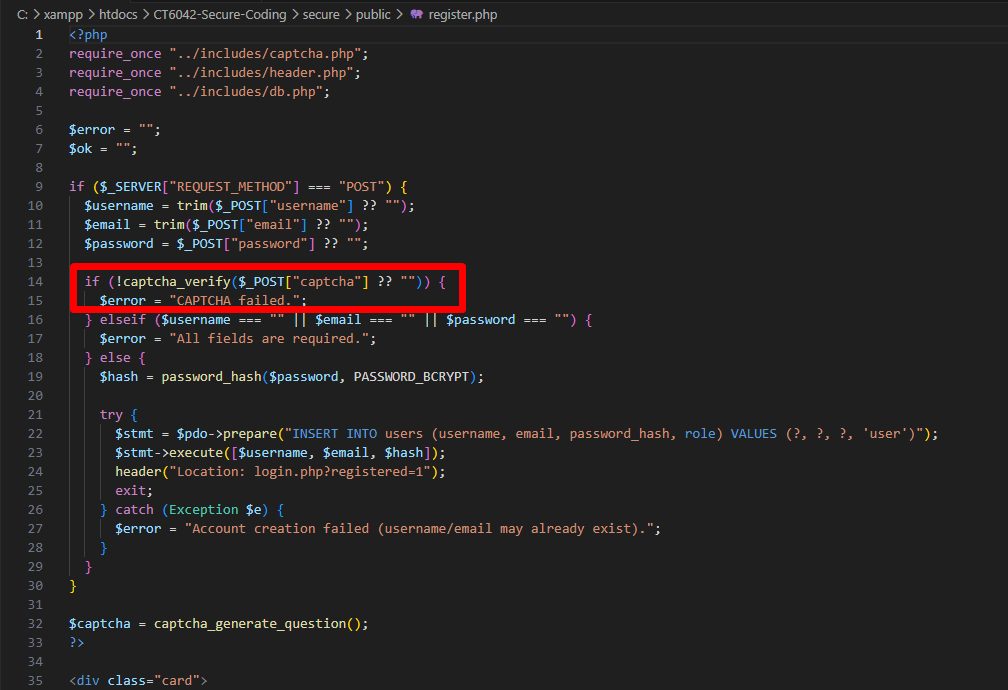 C: > xampp > htdocs > CT6042-Secure-Coding > secure > public > register.php
1 <?php
2 require_once "../includes/captcha.php";
3 require_once "../includes/header.php";
4 require_once "../includes/db.php";
5
6 $error = "";
7 $ok = "";
8
9 if ($_SERVER["REQUEST_METHOD"] === "POST") {
10   $username = trim($_POST["username"] ?? "");
11   $email = trim($_POST["email"] ?? "");
12   $password = $_POST["password"] ?? "";
13
14   if (!captcha_verify($_POST["captcha"] ?? "")) {
15     $error = "CAPTCHA failed.";
16   } elseif ($username === "" || $email === "" || $password === "") {
17     $error = "All fields are required.";
18   } else {
19     $hash = password_hash($password, PASSWORD_BCRYPT);
20
21     try {
22       $stmt = $pdo->prepare("INSERT INTO users (username, email, password_hash, role) VALUES (?, ?, ?, 'user')");
23       $stmt->execute([$username, $email, $hash]);
24       header("Location: login.php?registered=1");
25       exit;
26     } catch (Exception $e) {
27       $error = "Account creation failed (username/email may already exist).";
28     }
29   }
30 }
31
32 $captcha = captcha_generate_question();
33 ?>
34
35 <div class="card">